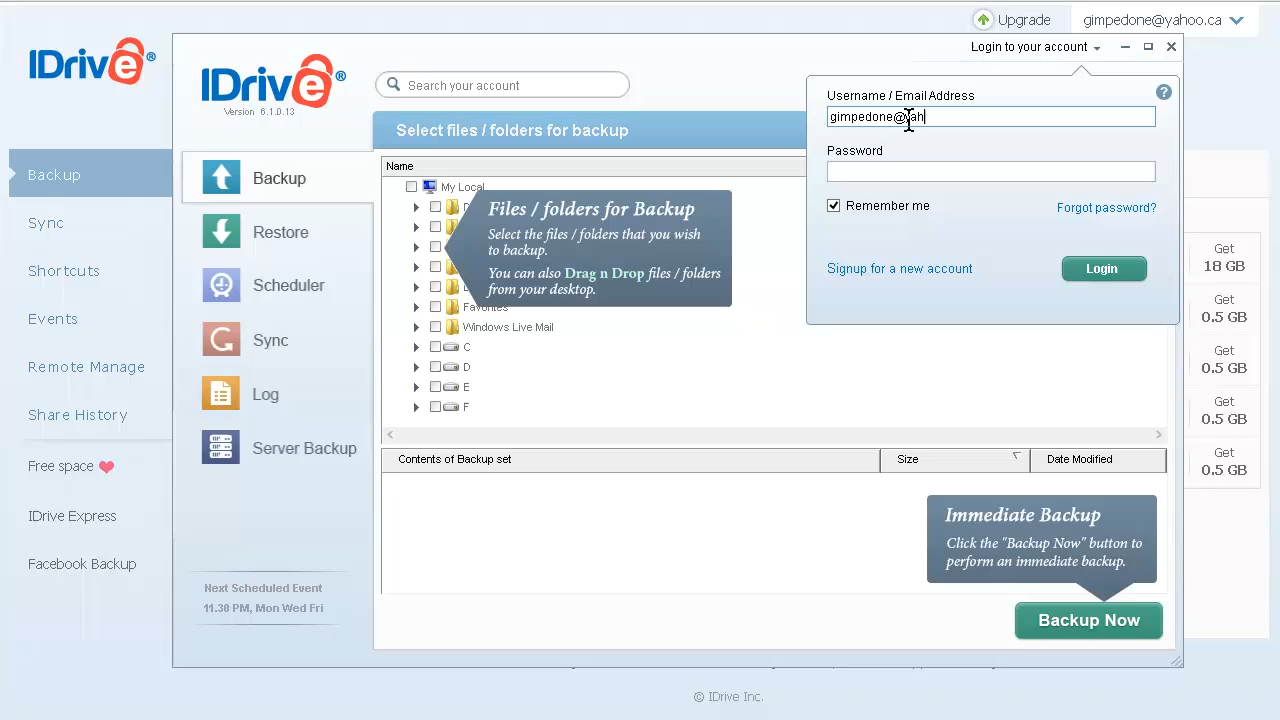 Upgrade
gimpedone@yahoo.ca
IDrive®
Backup
Sync
Shortcuts
Events
Remote Manage
Share History
Free space
IDrive Express
Facebook Backup
Login to your account
IDrive®
Version 6.1.0.13
Search your account
Select files / folders for backup
Backup
Restore
Scheduler
Sync
Log
Server Backup
Next Scheduled Event
11.30 PM, Mon Wed Fri
Name
My Local
Favorites
Windows Live Mail
C
D
E
F
Files / folders for Backup
Select the files / folders that you wish
to backup.
You can also Drag n Drop files / folders
from your desktop.
Username / Email Address
gimpedone@yah
Password
Remember me
Forgot password?
Signup for a new account
Login
Contents of Backup set
Size
Date Modified
Immediate Backup
Click the "Backup Now" button to
perform an immediate backup.
Backup Now
Get
18 GB
Get
0.5 GB
Get
0.5 GB
Get
0.5 GB
Get
0.5 GB
© IDrive Inc.